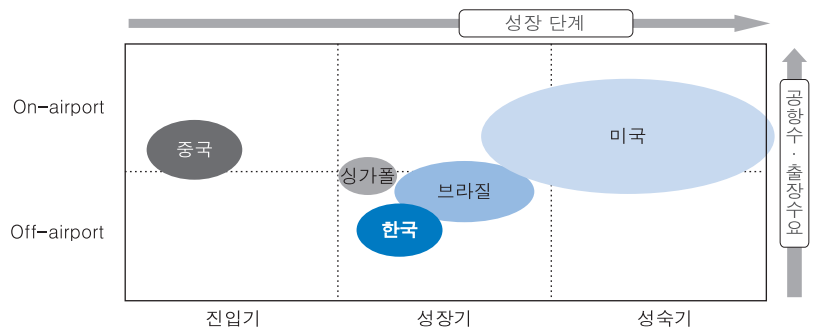 성장 단계
On-airport
Off-airport
중국
싱가폴
한국
브라질
미국
공항수·출장수요
진입기
성장기
성숙기